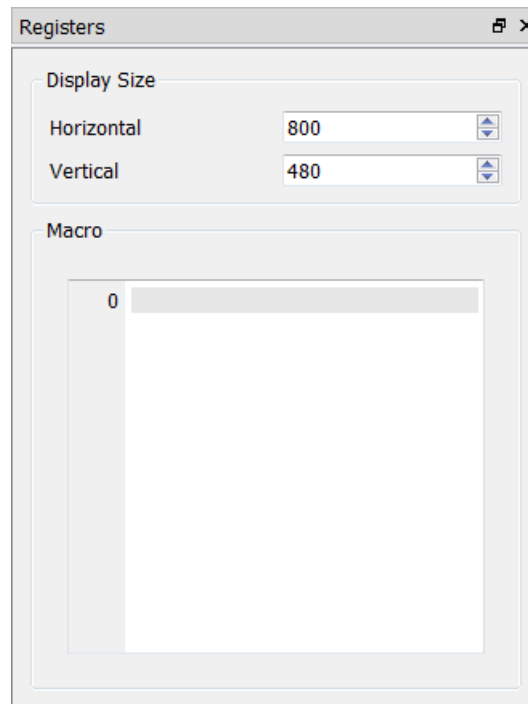 Registers
Display Size
Horizontal 800
Vertical 480
Macro
0